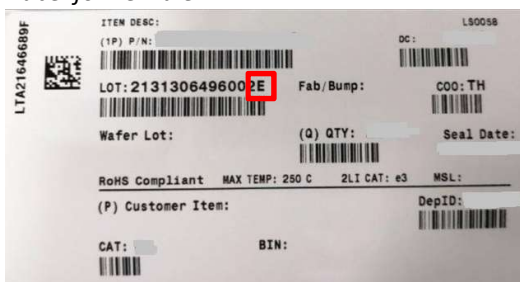 LTA21646689F
ITEM DESC: LS0058
(1P) P/N: DC:
LOT: 2131306496002E Fab/Bump: COO: TH
Wafer Lot: (Q) QTY: Seal Date:
RoHS Compliant MAX TEMP: 250 C 2LI CAT: e3 MSL:
(P) Customer Item: DepID:
CAT: BIN: